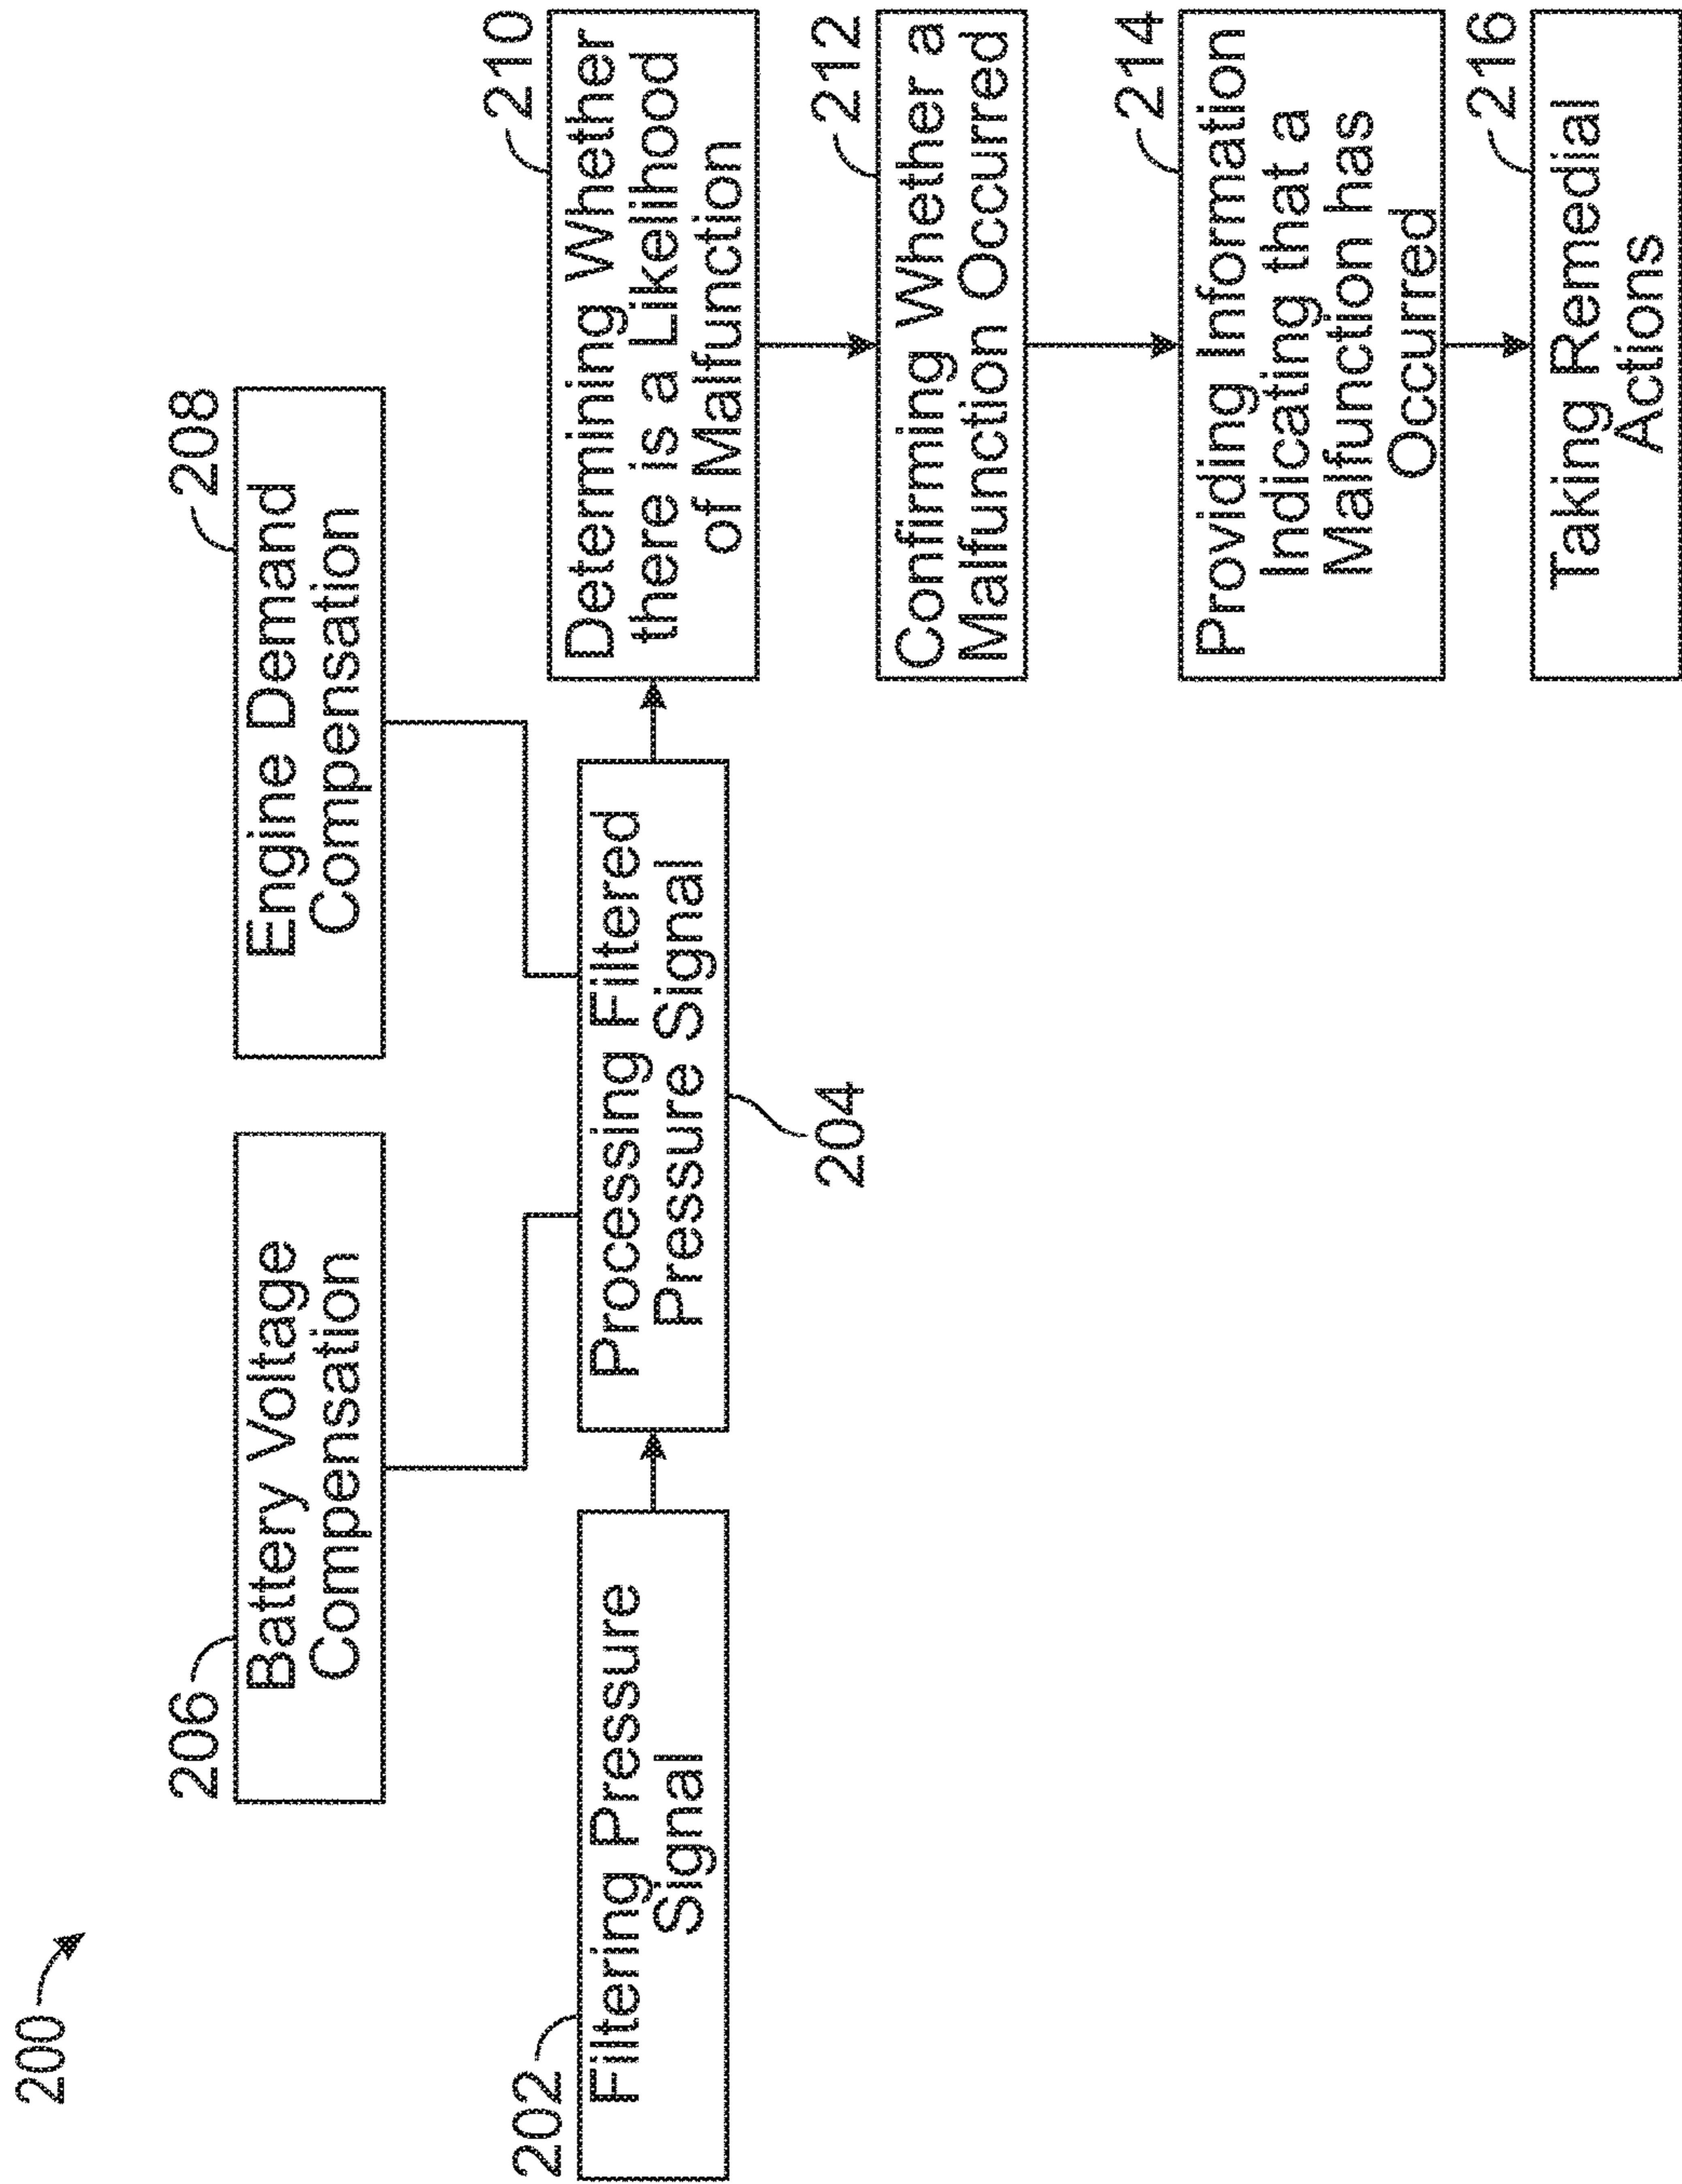 200
206
Battery Voltage
Compensation
208
Engine Demand
Compensation
202
Filtering Pressure
Signal
Processing Filtered
Pressure Signal
204
210
Determining Whether
there is a Likelihood
of Malfunction
212
Confirming Whether a
Malfunction Occurred
214
Providing Information
Indicating that a
Malfunction has
Occurred
216
Taking Remedial
Actions